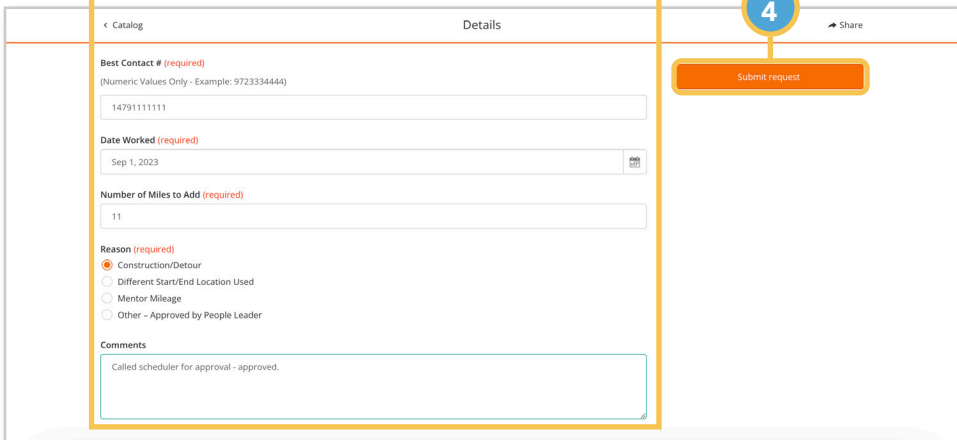 ‹ Catalog
Details
4
Share
Best Contact # (required)
(Numeric Values Only - Example: 9723334444)
14791111111
Submit request
Date Worked (required)
Sep 1, 2023
Number of Miles to Add (required)
11
Reason (required)
Construction/Detour
Different Start/End Location Used
Mentor Mileage
Other – Approved by People Leader
Comments
Called scheduler for approval - approved.